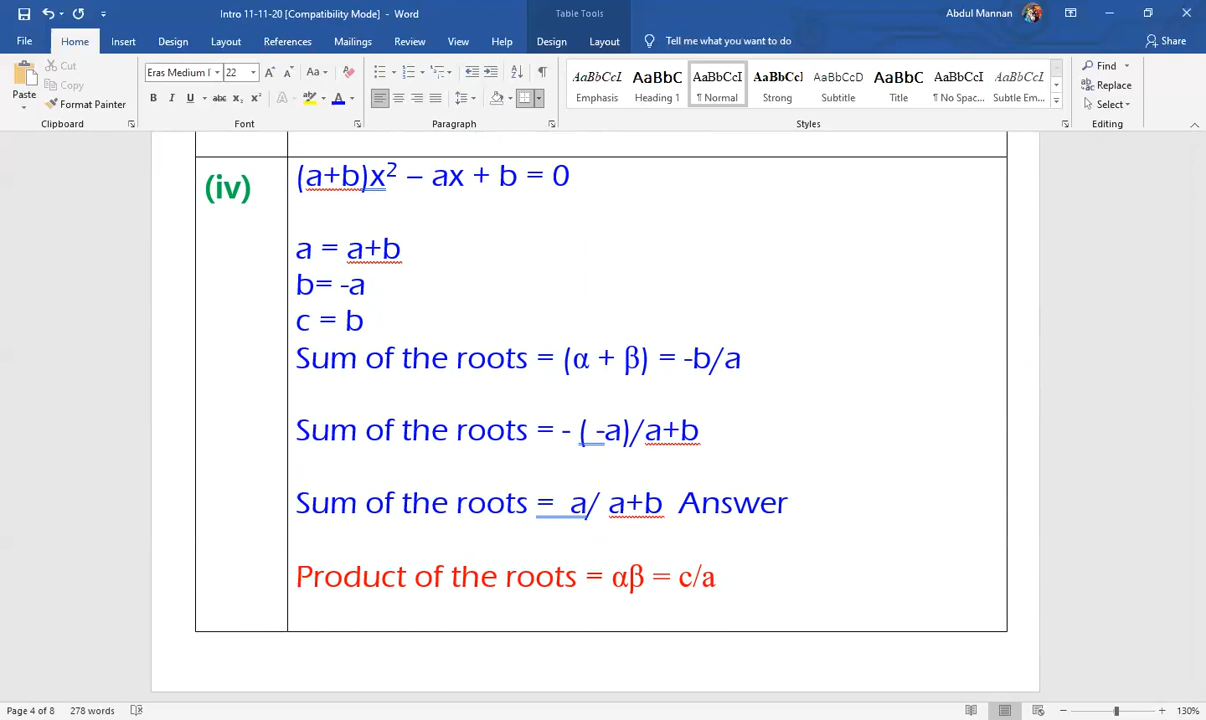 Intro 11-11-20 [Compatibility Mode] - Word
Table Tools
Abdul Mannan
File Home Insert Design Layout References Mailings Review View Help Design Layout Tell me what you want to do Share
Paste
Cut
Copy
Format Painter
Clipboard
Eras Medium I 22
Font
Paragraph
AaBbCcI Emphasis
AaBbC Heading 1
AaBbCcI ¶ Normal
AaBbCcI Strong
AaBbCcD Subtitle
AaBbC Title
AaBbCcI ¶ No Spac...
AaBbCcI Subtle Em...
Styles
Find
Replace
Select
Editing
(iv)
(a+b)x² – ax + b = 0
a = a+b
b= -a
c = b
Sum of the roots = (α + β) = -b/a
Sum of the roots = - ( -a)/a+b
Sum of the roots = a/ a+b Answer
Product of the roots = αβ = c/a
Page 4 of 8 278 words 130%